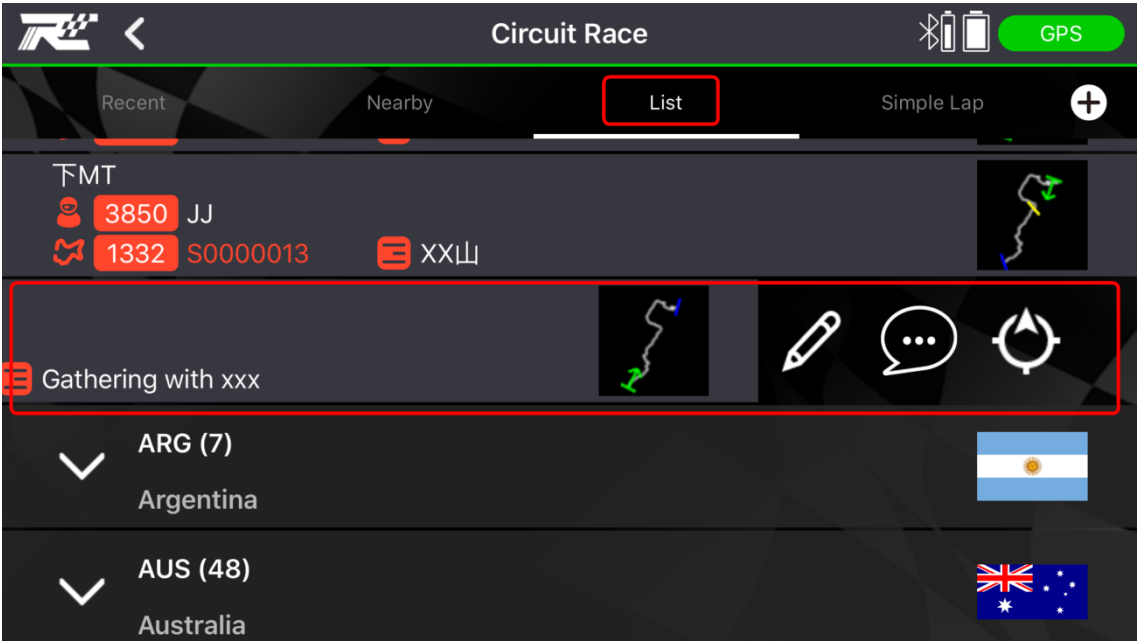 RC
Circuit Race
GPS
Recent
Nearby
List
Simple Lap
下MT
3850 JJ
1332 S0000013 XX山
Gathering with xxx
ARG (7)
Argentina
AUS (48)
Australia